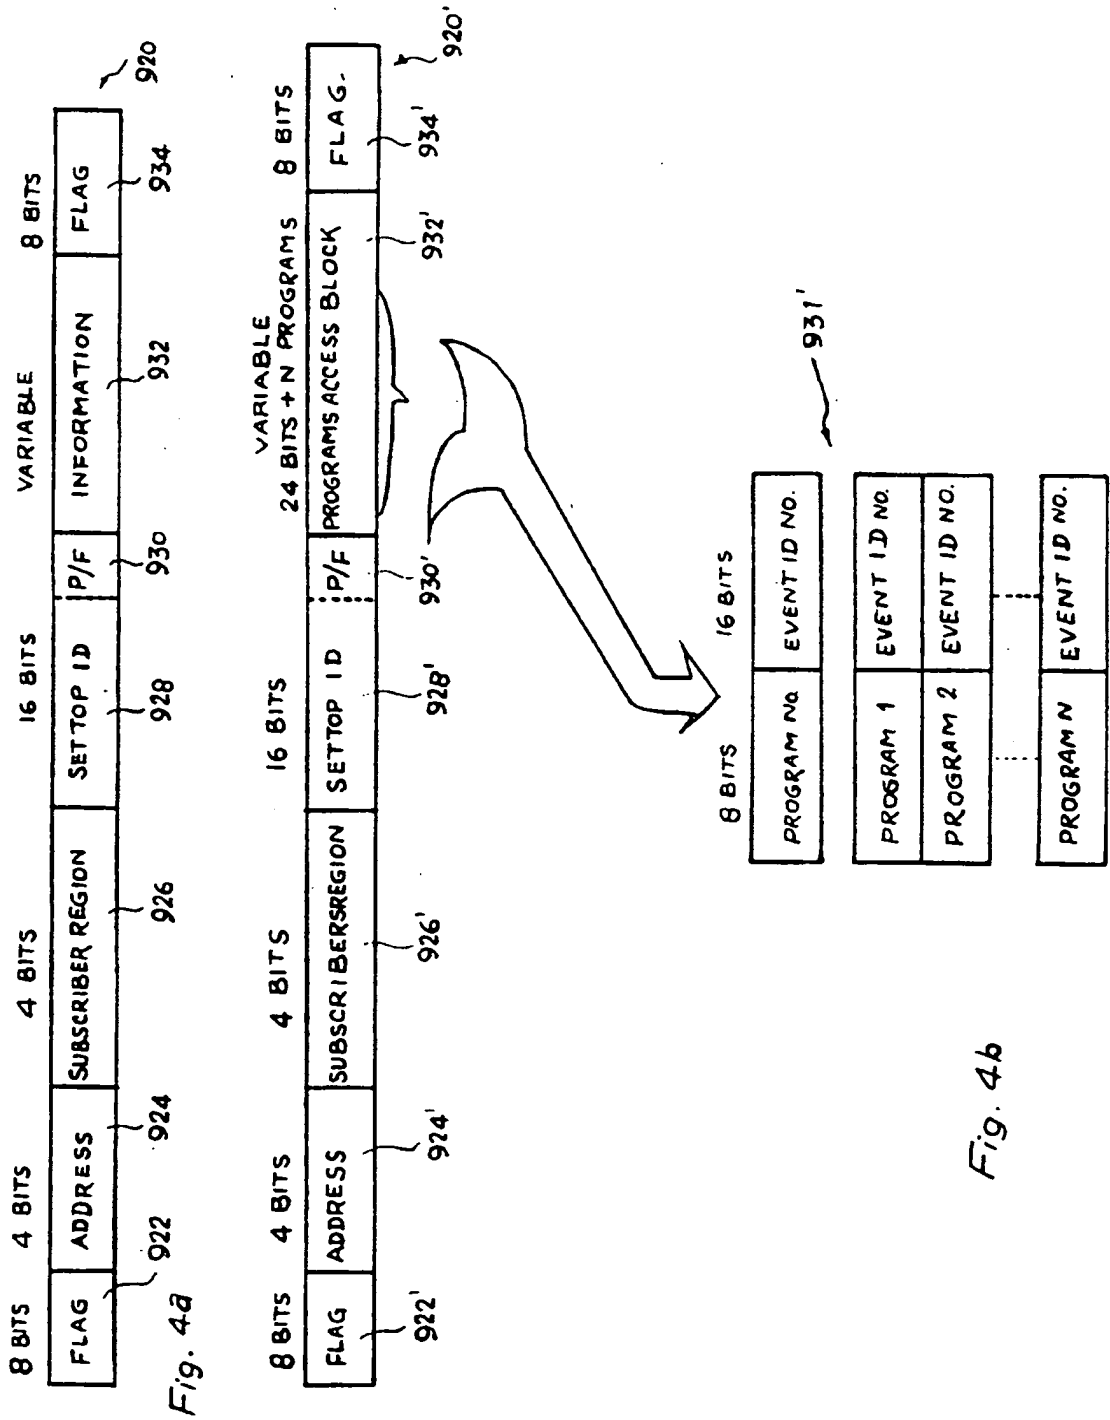 8 BITS 4 BITS 4 BITS 16 BITS VARIABLE 8 BITS
FLAG ADDRESS SUBSCRIBER REGION SET TOP ID P/F INFORMATION FLAG
922 924 926 928 930 932 934 920
Fig. 4a
VARIABLE
8 BITS 4 BITS 4 BITS 16 BITS 24 BITS + N PROGRAMS 8 BITS
FLAG ADDRESS SUBSCRIBERSREGION SETTOP ID P/F PROGRAMS ACCESS BLOCK FLAG.
922' 924' 926' 928' 930' 932' 934' 920'
8 BITS 16 BITS
PROGRAM No. EVENT ID NO.
931'
PROGRAM 1 EVENT ID NO.
PROGRAM 2 EVENT ID NO.
PROGRAM N EVENT ID NO.
Fig. 4b